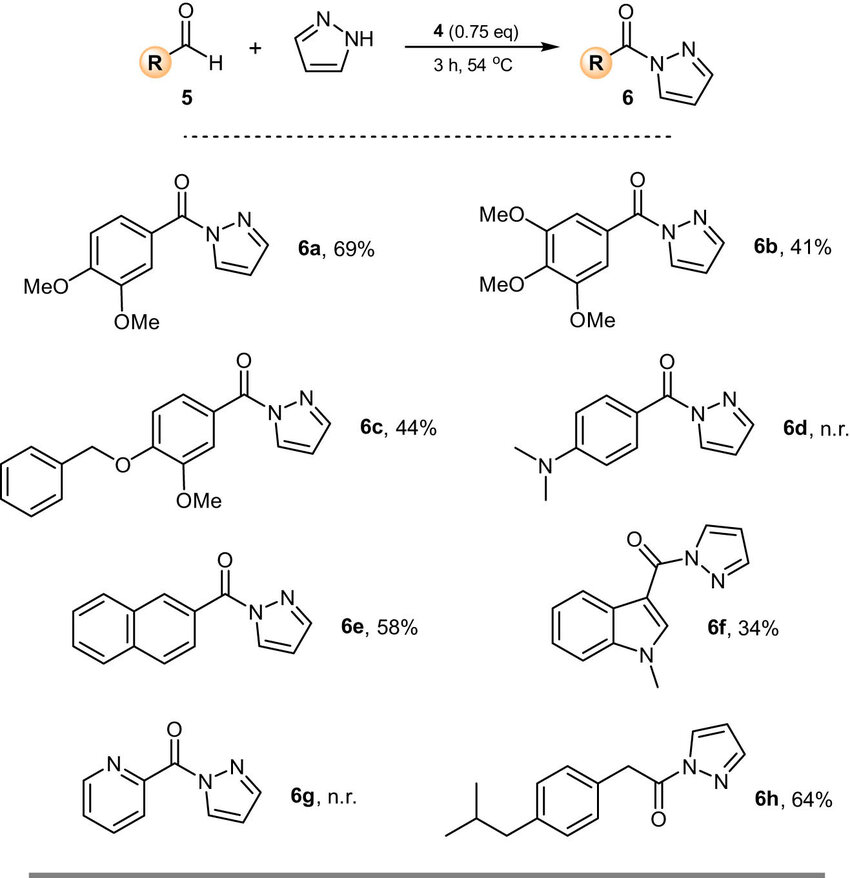 R O H 5 + N NH 4 (0.75 eq) 3 h, 54 °C R O N N 6
O N N MeO OMe 6a, 69%
O N N MeO MeO OMe 6b, 41%
O N N O OMe 6c, 44%
O N N N 6d, n.r.
O N N 6e, 58%
O N N N 6f, 34%
N O N N 6g, n.r.
O N N 6h, 64%